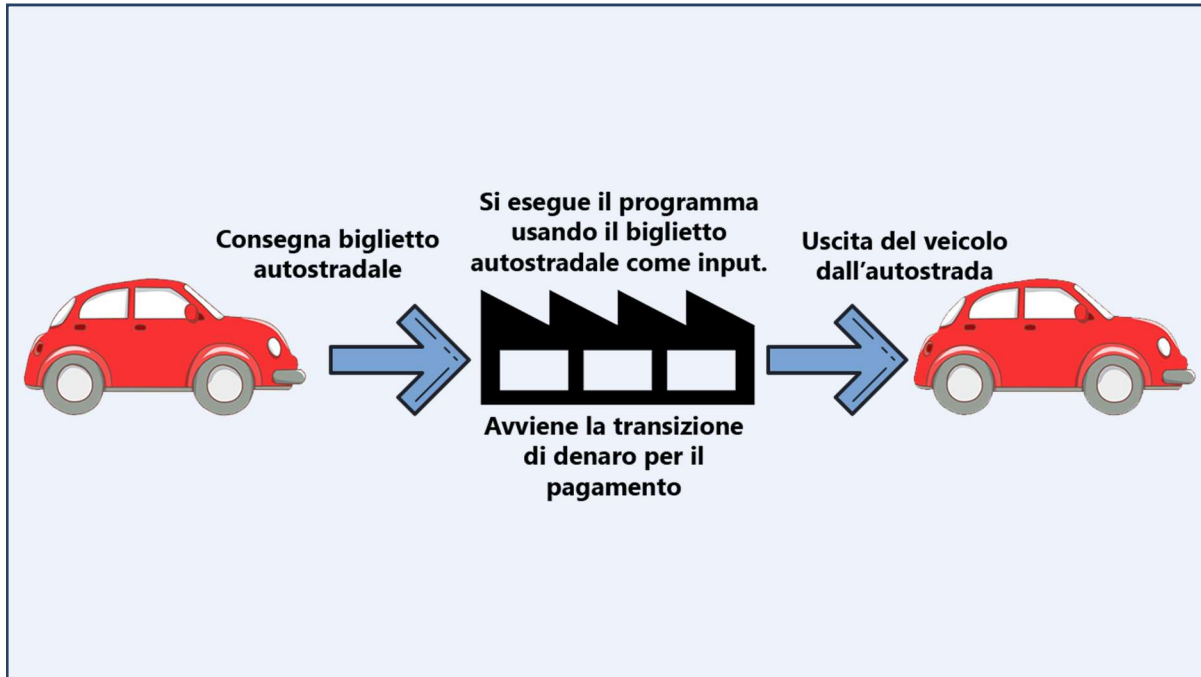 Consegna biglietto
autostradale
Si esegue il programma
usando il biglietto
autostradale come input.
Avviene la transizione
di denaro per il
pagamento
Uscita del veicolo
dall'autostrada